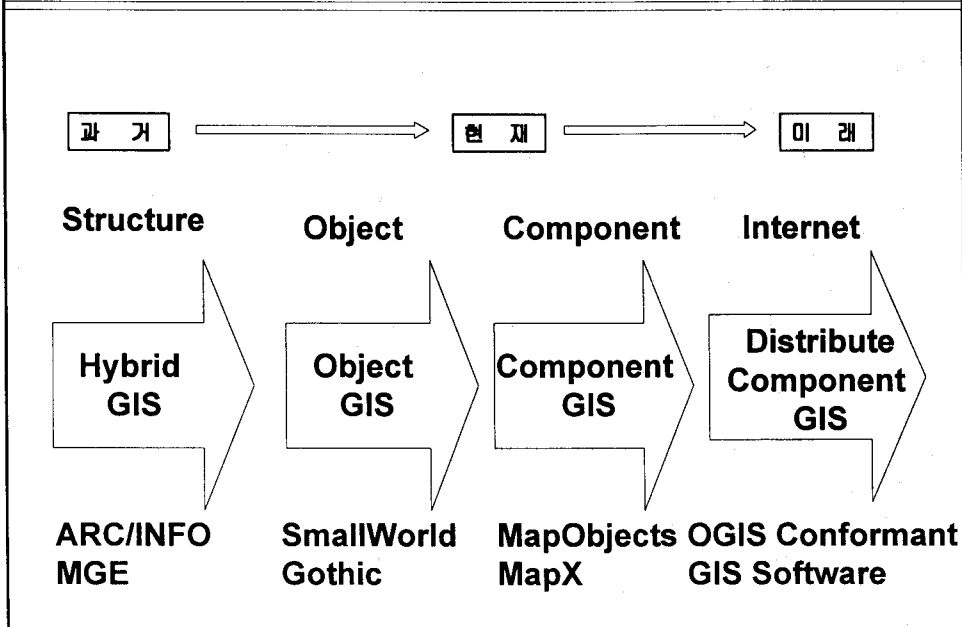 과 거
현 재
미 래
Structure
Object
Component
Internet
Hybrid
GIS
Object
GIS
Component
GIS
Distribute
Component
GIS
ARC/INFO
MGE
SmallWorld
Gothic
MapObjects
MapX
OGIS Conformant
GIS Software